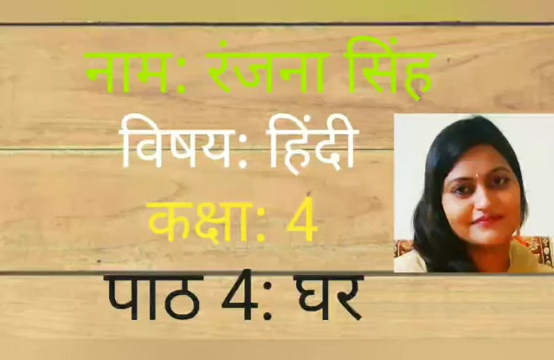 नाम: रंजना सिंह
विषय: हिंदी
कक्षा: 4
पाठ 4: घर